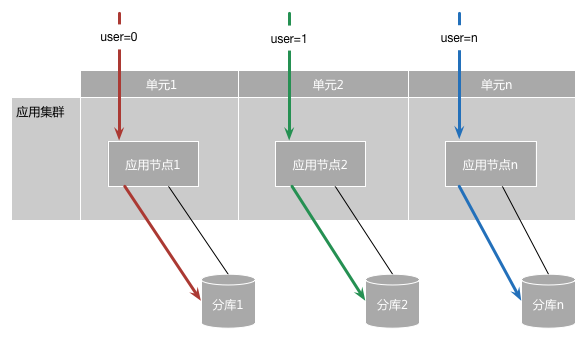 user=0
user=1
user=n
单元1
单元2
单元n
应用集群
应用节点1
应用节点2
应用节点n
分库1
分库2
分库n